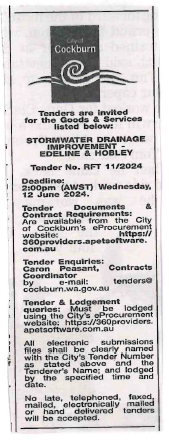 City of
Cockburn
Tenders are invited
for the Goods & Services
listed below:
STORMWATER DRAINAGE
IMPROVEMENT -
EDELINE & HOBLEY
Tender No. RFT 11/2024
Deadline:
2:00pm (AWST) Wednesday,
12 June 2024.
Tender Documents &
Contract Requirements:
Are available from the City
of Cockburn's eProcurement
website: https://
360providers.apetsoftware.
com.au
Tender Enquiries:
Caron Peasant, Contracts
Coordinator
by e-mail: tenders@
cockburn.wa.gov.au
Tender & Lodgement
queries: Must be lodged
using the City's eProcurement
website: https://360providers.
apetsoftware.com.au
All electronic submissions
files shall be clearly named
with the City's Tender Number
as stated above and the
Tenderer's Name; and lodged
by the specified time and
date.
No late, telephoned, faxed,
mailed, electronically mailed
or hand delivered tenders
will be accepted.